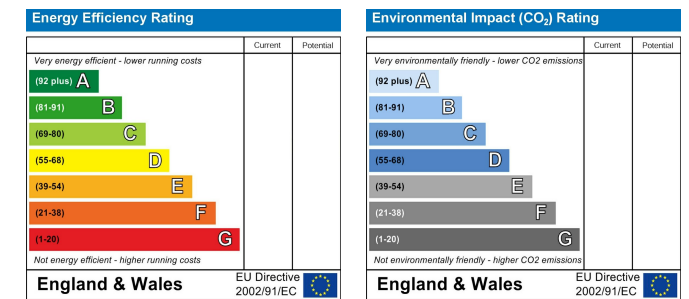 Energy Efficiency Rating
Current Potential
Very energy efficient - lower running costs
(92 plus) A
(81-91) B
(69-80) C
(55-68) D
(39-54) E
(21-38) F
(1-20) G
Not energy efficient - higher running costs
England & Wales
EU Directive
2002/91/EC
Environmental Impact (CO₂) Rating
Current Potential
Very environmentally friendly - lower CO2 emissions
(92 plus) A
(81-91) B
(69-80) C
(55-68) D
(39-54) E
(21-38) F
(1-20) G
Not environmentally friendly - higher CO2 emissions
England & Wales
EU Directive
2002/91/EC